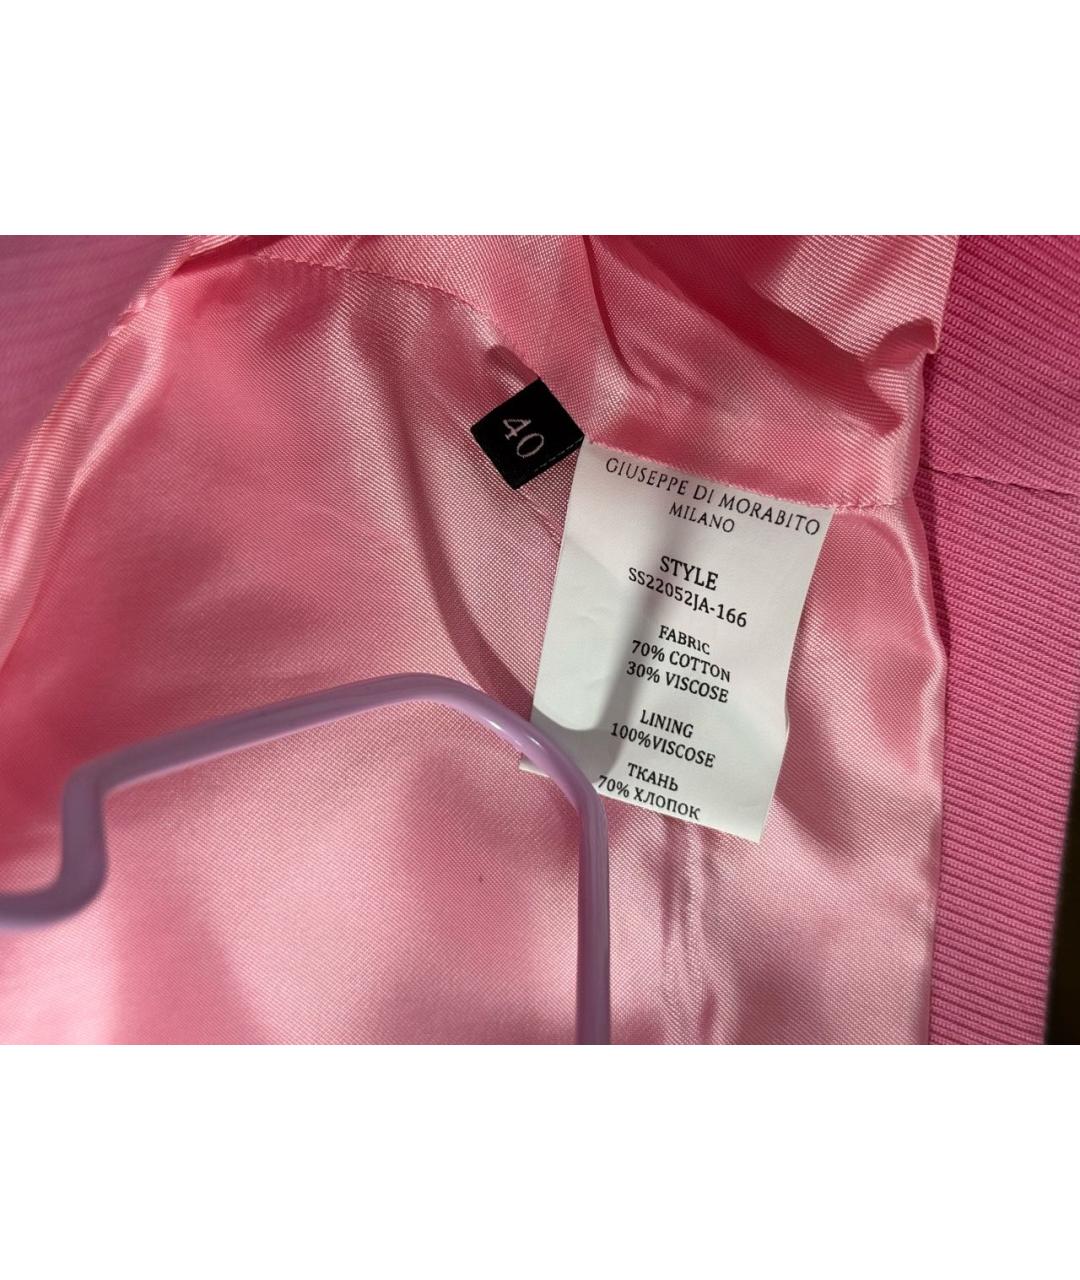 40
GIUSEPPE DI MORABITO
MILANO
STYLE
SS22052JA-166
FABRIC
70% COTTON
30% VISCOSE
LINING
100%VISCOSE
ТКАНЬ
70% ХЛОПОК